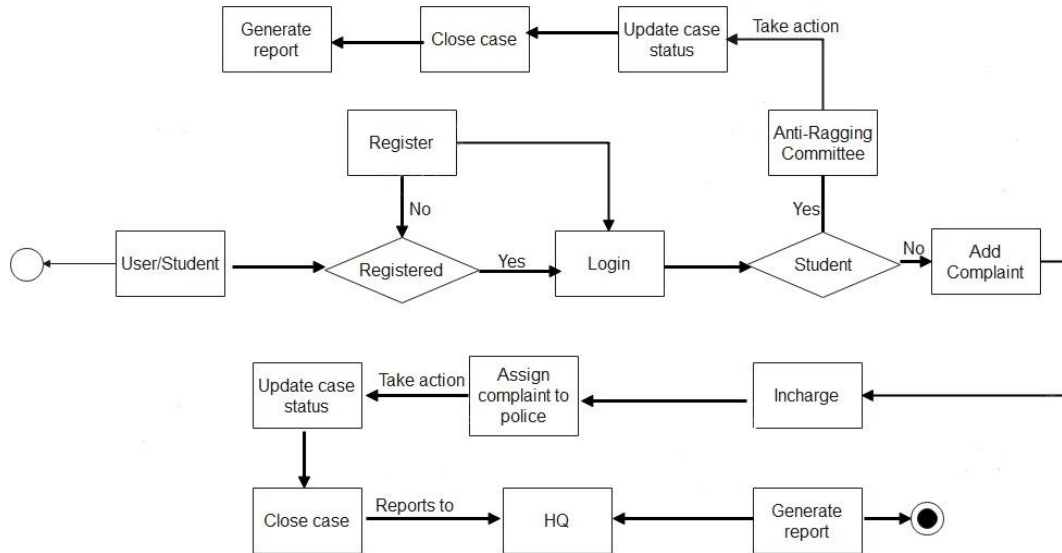 Generate
report
Close case
Update case
status
Take action
Register
Anti-Ragging
Committee
No
Yes
User/Student
Registered
Yes
Login
Student
No
Add
Complaint
Update case
status
Take action
Assign
complaint to
police
Incharge
Close case
Reports to
HQ
Generate
report